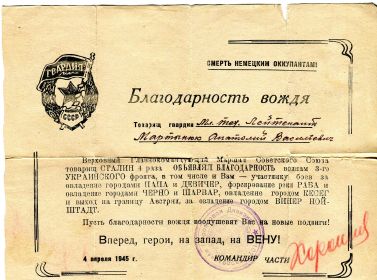 СМЕРТЬ НЕМЕЦКИМ ОККУПАНТАМ!
ГВАРДИЯ
СССР
Благодарность вождя
Товарищ гвардии Мл. тех. Лейтенант
Мартынюк Анатолий Васильевич
Верховный Главнокомандующий Маршал Советского Союза
товарищ СТАЛИН 4 раза ОБЪЯВЛЯЛ БЛАГОДАРНОСТЬ воинам 3-го
УКРАИНСКОГО фронта, в том числе и Вам — участнику боев за
овладение городами ПАПА и ДЕВИЧЕР, форсирование реки РАБА и
овладение городами ЧЕРНО и ШАРВАР, овладение городом КЕСЕГ
и выход на границу Австрии, за овладение городом ВИНЕР НОЙ-
ШТАДТ.
Пусть благодарности вождя воодушевят Вас на новые подвиги!
Вперед, герои, на запад, на ВЕНУ!
4 апреля 1945 г.
КОМАНДИР ЧАСТИ